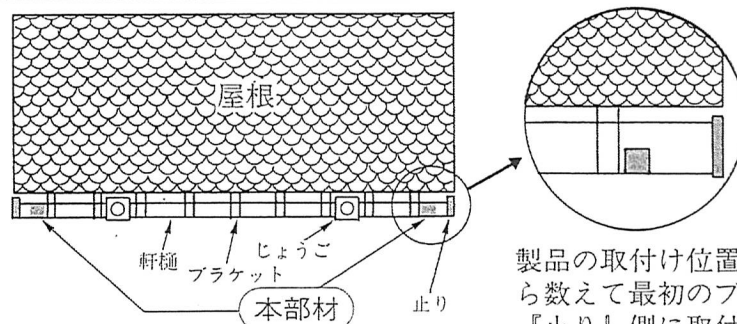 屋根
軒樋
ブラケット
じょうご
本部材
止り
製品の取付け位置
ら数えて最初のブ